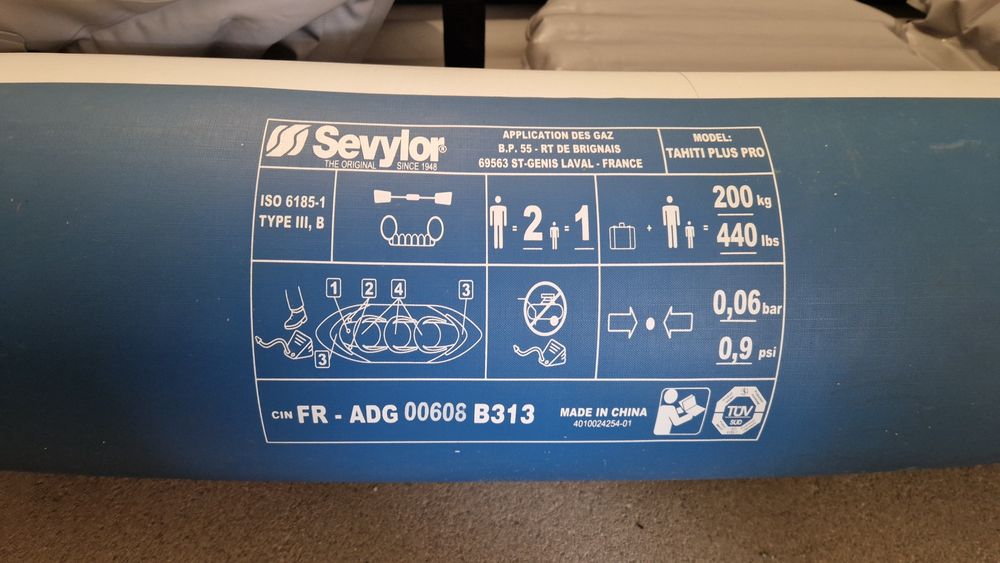 Sevylor®
THE ORIGINAL SINCE 1948
APPLICATION DES GAZ
B.P. 55 - RT DE BRIGNAIS
69563 ST-GENIS LAVAL - FRANCE
MODEL:
TAHITI PLUS PRO
ISO 6185-1
TYPE III, B
= 2 = 1
+ = 200 kg
440 lbs
1 2 4 3
3
0,06 bar
0,9 psi
CIN FR - ADG 00608 B313
MADE IN CHINA
4010024254-01
TÜV
SÜD